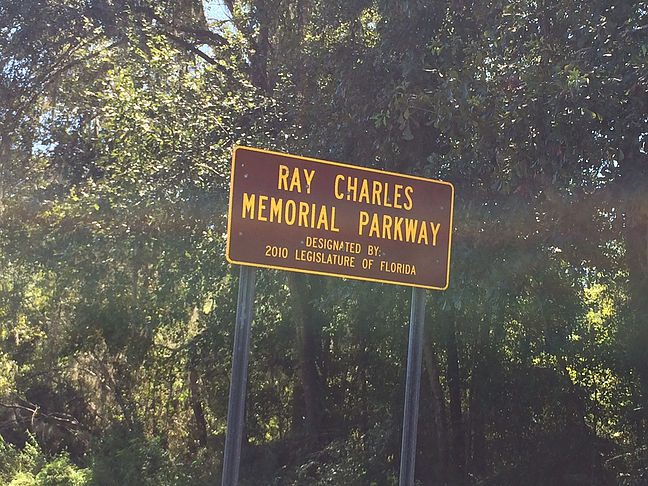 RAY CHARLES
MEMORIAL PARKWAY
DESIGNATED BY:
2010 LEGISLATURE OF FLORIDA